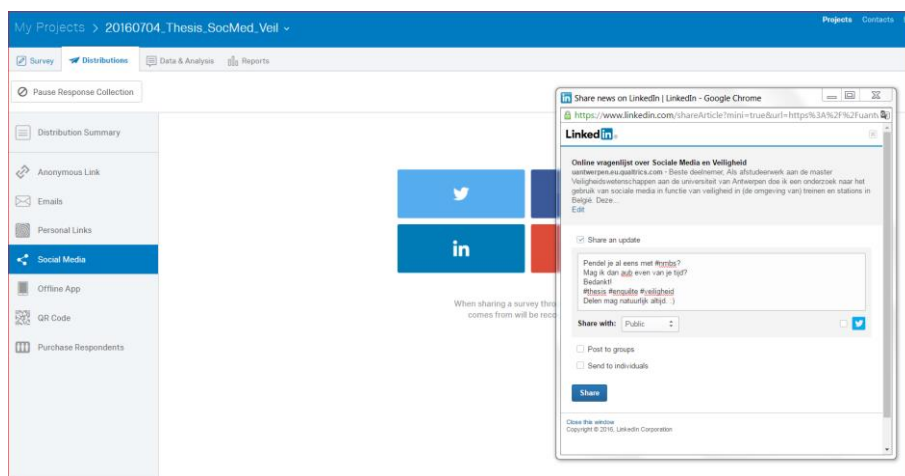 My Projects > 20160704_Thesis_SocMed_Veil
Projects Contacts
Survey Distributions Data & Analysis Reports
Pause Response Collection
Distribution Summary
Anonymous Link
Emails
Personal Links
Social Media
Offline App
QR Code
Purchase Respondents
in
When sharing a survey thro
comes from will be reco
Share news on LinkedIn | LinkedIn - Google Chrome
https://www.linkedin.com/shareArticle?mini=true&url=https%3A%2F%2Fuantw
Linked in
Online vragenlijst over Sociale Media en Veiligheid
uantwerpen.eu.qualtrics.com - Beste deelnemer, Als afstudeerwerk aan de master
Veiligheidswetenschappen aan de universiteit van Antwerpen doe ik een onderzoek naar het
gebruik van sociale media in functie van veiligheid in (de omgeving van) treinen en stations in
België. Deze...
Edit
Share an update
Pendel je al eens met #nmbs?
Mag ik dan aub even van je tijd?
Bedankt!
#thesis #enquête #veiligheid
Delen mag natuurlijk altijd. :)
Share with: Public
Post to groups
Send to individuals
Share
Close this window
Copyright © 2016, LinkedIn Corporation